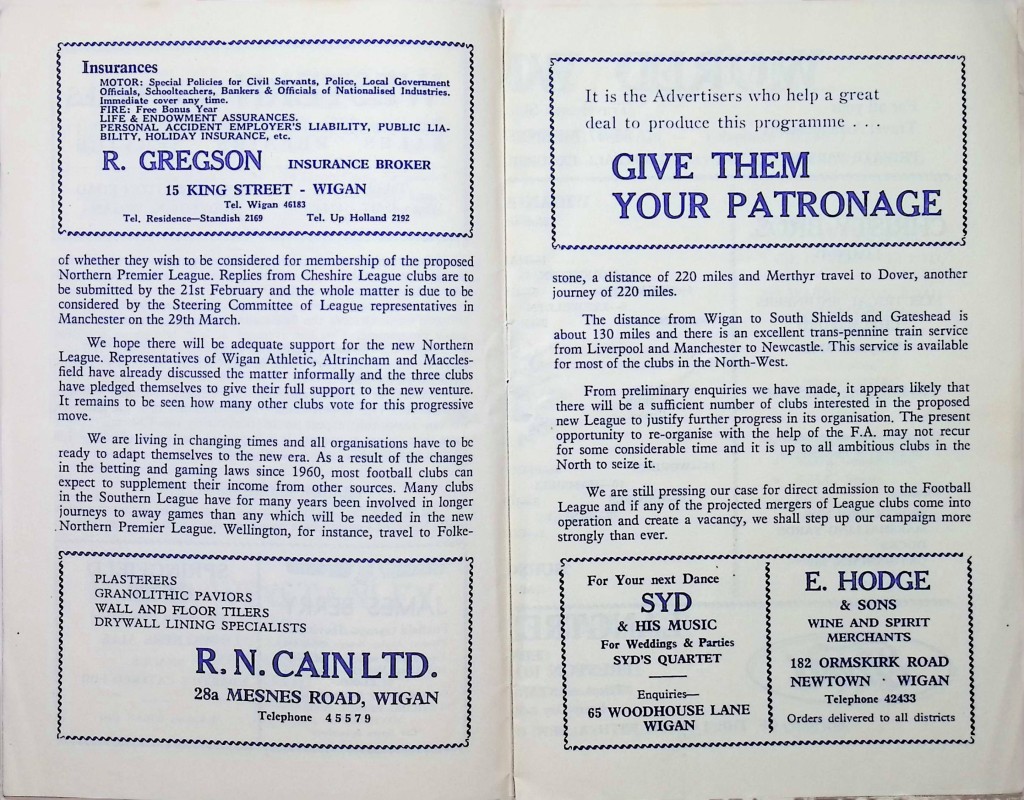 Insurances
MOTOR: Special Policies for Civil Servants, Police, Local Government
Officials, Schoolteachers, Bankers & Officials of Nationalised Industries.
Immediate cover any time.
FIRE: Free Bonus Year
LIFE & ENDOWMENT ASSURANCES.
PERSONAL ACCIDENT EMPLOYER'S LIABILITY, PUBLIC LIA-
BILITY, HOLIDAY INSURANCE, etc.
R. GREGSON INSURANCE BROKER
15 KING STREET - WIGAN
Tel. Wigan 46183
Tel. Residence—Standish 2169 Tel. Up Holland 2192
of whether they wish to be considered for membership of the proposed
Northern Premier League. Replies from Cheshire League clubs are to
be submitted by the 21st February and the whole matter is due to be
considered by the Steering Committee of League representatives in
Manchester on the 29th March.
We hope there will be adequate support for the new Northern
League. Representatives of Wigan Athletic, Altrincham and Maccles-
field have already discussed the matter informally and the three clubs
have pledged themselves to give their full support to the new venture.
It remains to be seen how many other clubs vote for this progressive
move.
We are living in changing times and all organisations have to be
ready to adapt themselves to the new era. As a result of the changes
in the betting and gaming laws since 1960, most football clubs can
expect to supplement their income from other sources. Many clubs
in the Southern League have for many years been involved in longer
journeys to away games than any which will be needed in the new
Northern Premier League. Wellington, for instance, travel to Folke-
PLASTERERS
GRANOLITHIC PAVIORS
WALL AND FLOOR TILERS
DRYWALL LINING SPECIALISTS
R. N. CAIN LTD.
28a MESNES ROAD, WIGAN
Telephone 45579
It is the Advertisers who help a great
deal to produce this programme . . .
GIVE THEM
YOUR PATRONAGE
stone, a distance of 220 miles and Merthyr travel to Dover, another
journey of 220 miles.
The distance from Wigan to South Shields and Gateshead is
about 130 miles and there is an excellent trans-pennine train service
from Liverpool and Manchester to Newcastle. This service is available
for most of the clubs in the North-West.
From preliminary enquiries we have made, it appears likely that
there will be a sufficient number of clubs interested in the proposed
new League to justify further progress in its organisation. The present
opportunity to re-organise with the help of the F.A. may not recur
for some considerable time and it is up to all ambitious clubs in the
North to seize it.
We are still pressing our case for direct admission to the Football
League and if any of the projected mergers of League clubs come into
operation and create a vacancy, we shall step up our campaign more
strongly than ever.
For Your next Dance
SYD
& HIS MUSIC
For Weddings & Parties
SYD'S QUARTET
Enquiries—
65 WOODHOUSE LANE
WIGAN
E. HODGE
& SONS
WINE AND SPIRIT
MERCHANTS
182 ORMSKIRK ROAD
NEWTOWN · WIGAN
Telephone 42433
Orders delivered to all districts